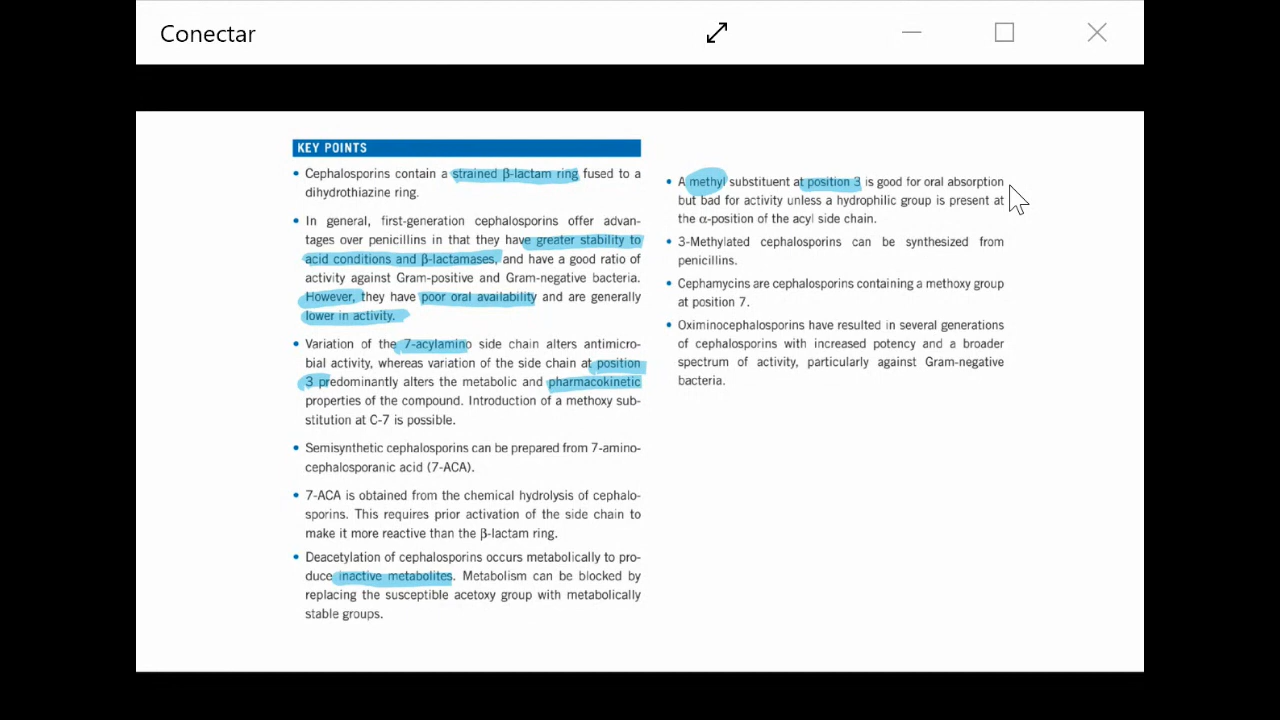 Conectar
KEY POINTS
• Cephalosporins contain a strained β-lactam ring fused to a
dihydrothiazine ring.
• In general, first-generation cephalosporins offer advan-
tages over penicillins in that they have greater stability to
acid conditions and β-lactamases, and have a good ratio of
activity against Gram-positive and Gram-negative bacteria.
However, they have poor oral availability and are generally
lower in activity.
• Variation of the 7-acylamino side chain alters antimicro-
bial activity, whereas variation of the side chain at position
3 predominantly alters the metabolic and pharmacokinetic
properties of the compound. Introduction of a methoxy sub-
stitution at C-7 is possible.
• Semisynthetic cephalosporins can be prepared from 7-amino-
cephalosporanic acid (7-ACA).
• 7-ACA is obtained from the chemical hydrolysis of cephalo-
sporins. This requires prior activation of the side chain to
make it more reactive than the β-lactam ring.
• Deacetylation of cephalosporins occurs metabolically to pro-
duce inactive metabolites. Metabolism can be blocked by
replacing the susceptible acetoxy group with metabolically
stable groups.
• A methyl substituent at position 3 is good for oral absorption
but bad for activity unless a hydrophilic group is present at
the α-position of the acyl side chain.
• 3-Methylated cephalosporins can be synthesized from
penicillins.
• Cephamycins are cephalosporins containing a methoxy group
at position 7.
• Oximinocephalosporins have resulted in several generations
of cephalosporins with increased potency and a broader
spectrum of activity, particularly against Gram-negative
bacteria.